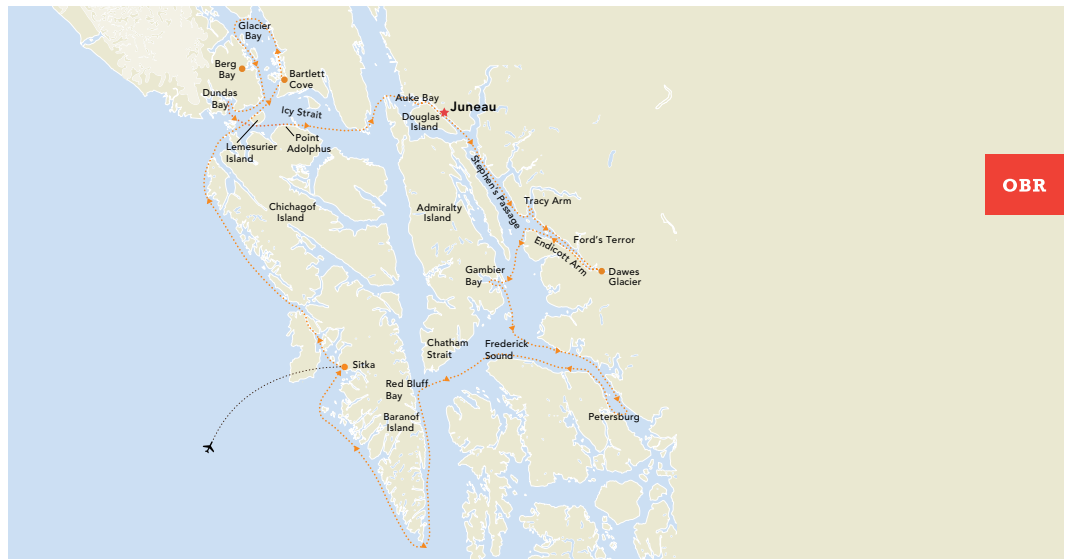 Glacier
Bay
Berg
Bay
Bartlett
Cove
Dundas
Bay
Auke Bay
Juneau
Icy Strait
Douglas
Island
Point
Adolphus
Lemesurier
Island
Stephen's Passage
OBR
Tracy Arm
Chichagof
Island
Admiralty
Island
Ford's Terror
Endicott Arm
Gambier
Bay
Dawes
Glacier
Chatham
Strait
Frederick
Sound
Sitka
Red Bluff
Bay
Baranof
Island
Petersburg